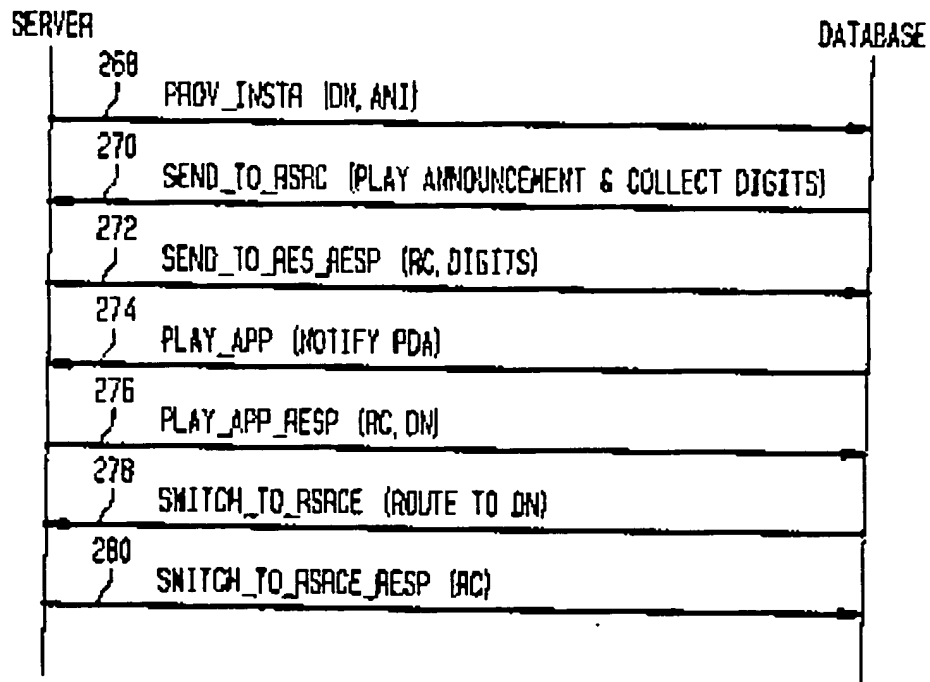 SERVER
DATABASE
268
PROV_INSTR (DN, ANI)
270
SEND_TO_RSRC (PLAY ANNOUNCEMENT & COLLECT DIGITS)
272
SEND_TO_RES_RESP (RC, DIGITS)
274
PLAY_APP (NOTIFY PDA)
276
PLAY_APP_RESP (RC, DN)
278
SWITCH_TO_RSRCE (ROUTE TO DN)
280
SWITCH_TO_RSRCE_RESP (RC)